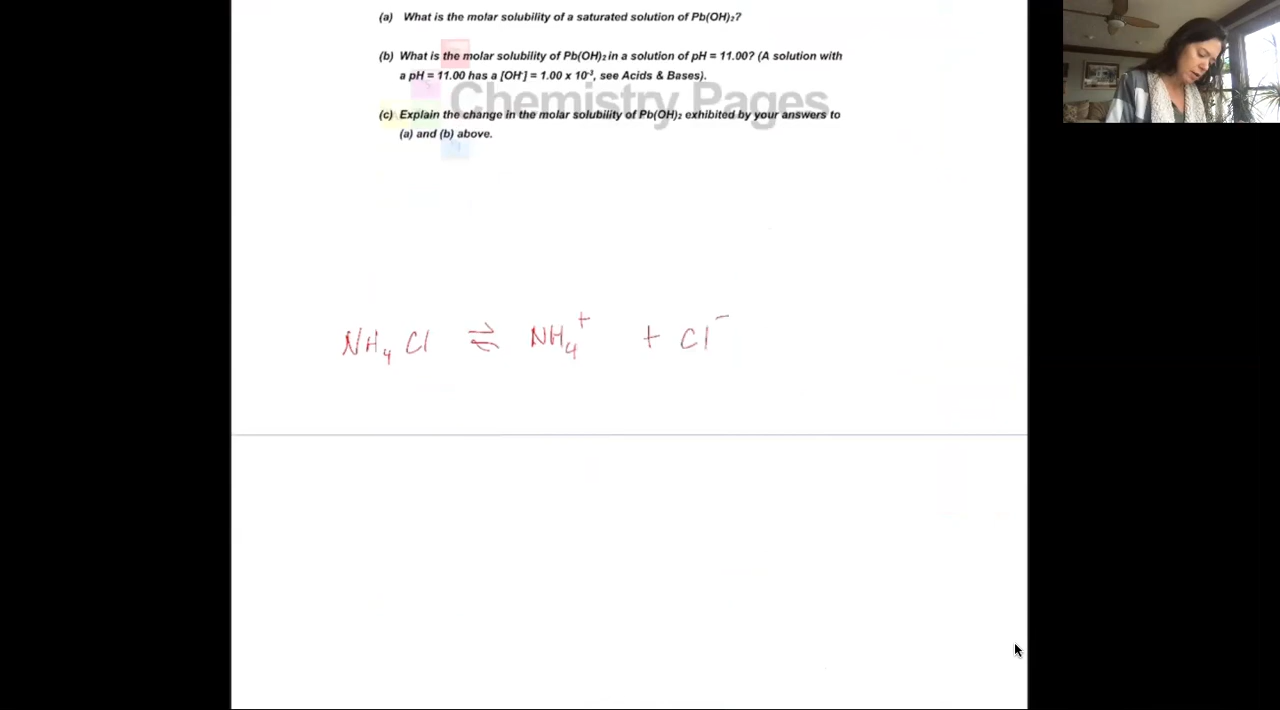 (a) What is the molar solubility of a saturated solution of Pb(OH)₂?
(b) What is the molar solubility of Pb(OH)₂ in a solution of pH = 11.00? (A solution with
a pH = 11.00 has a [OH⁻] = 1.00 x 10⁻³, see Acids & Bases).
Chemistry Pages
(c) Explain the change in the molar solubility of Pb(OH)₂ exhibited by your answers to
(a) and (b) above.
NH₄Cl ⇌ NH₄⁺ + Cl⁻